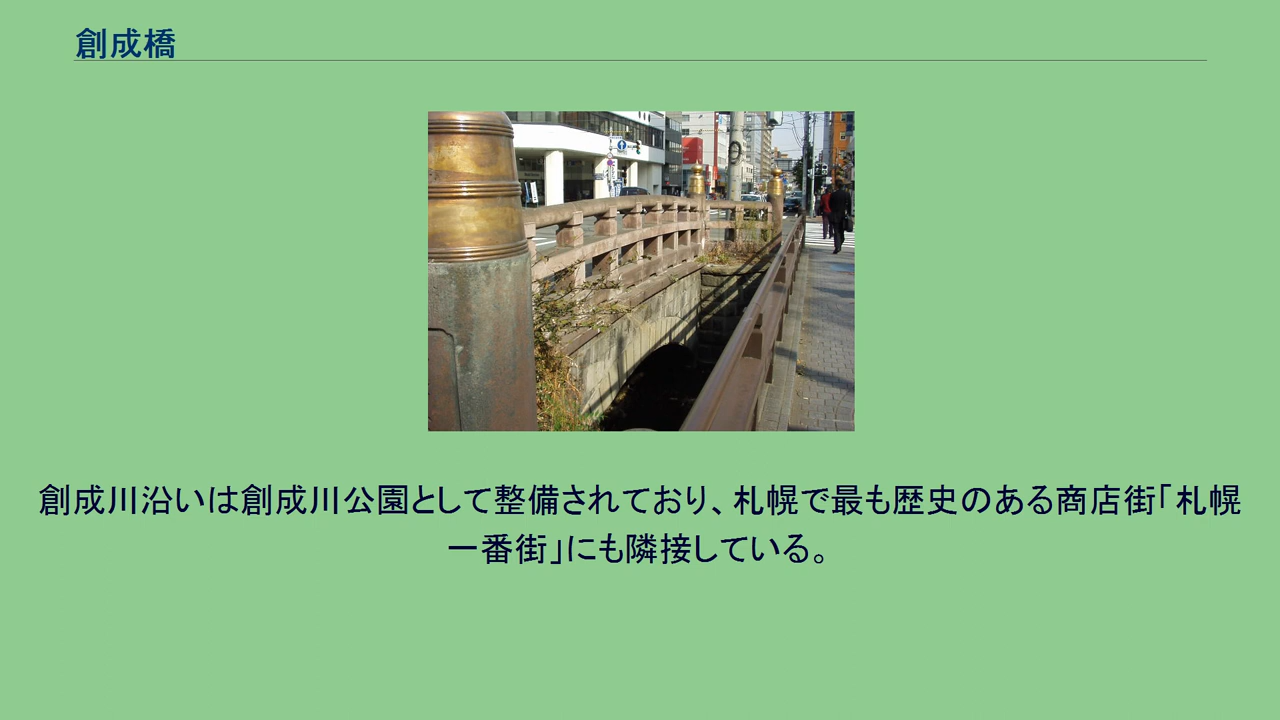 創成橋
創成川沿いは創成川公園として整備されており、札幌で最も歴史のある商店街「札幌
一番街」にも隣接している。